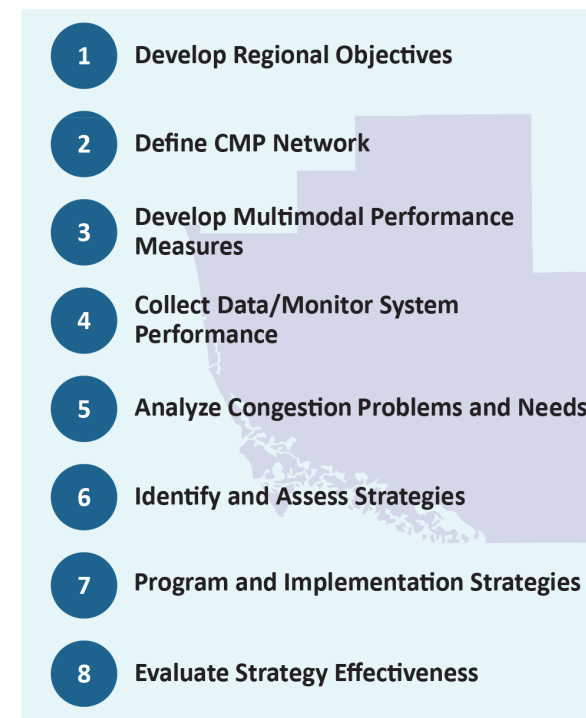 1 Develop Regional Objectives
2 Define CMP Network
3 Develop Multimodal Performance
Measures
4 Collect Data/Monitor System
Performance
5 Analyze Congestion Problems and Needs
6 Identify and Assess Strategies
7 Program and Implementation Strategies
8 Evaluate Strategy Effectiveness